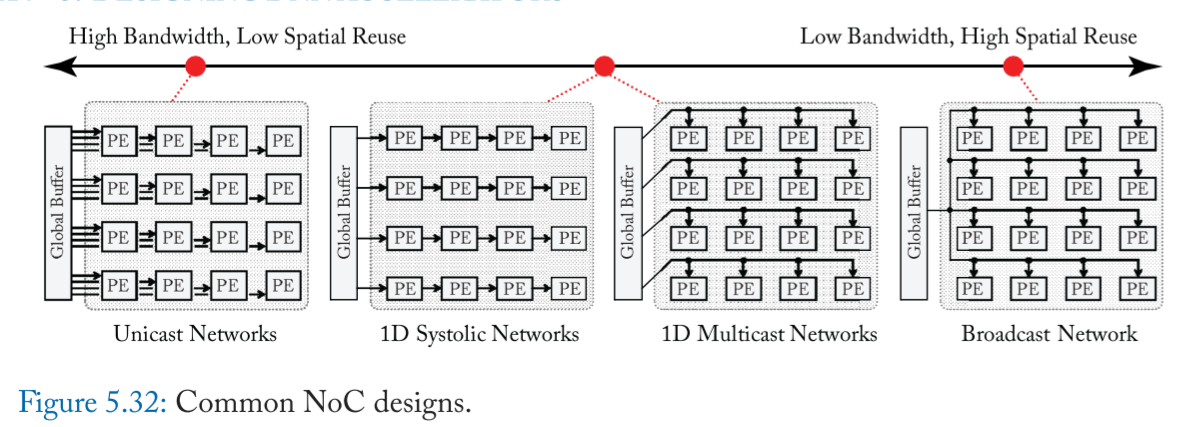 High Bandwidth, Low Spatial Reuse
Low Bandwidth, High Spatial Reuse
Global Buffer
PE PE PE PE
PE PE PE PE
PE PE PE PE
PE PE PE PE
Unicast Networks
Global Buffer
PE PE PE PE
PE PE PE PE
PE PE PE PE
PE PE PE PE
1D Systolic Networks
Global Buffer
PE PE PE PE
PE PE PE PE
PE PE PE PE
PE PE PE PE
1D Multicast Networks
Global Buffer
PE PE PE PE
PE PE PE PE
PE PE PE PE
PE PE PE PE
Broadcast Network
Figure 5.32: Common NoC designs.